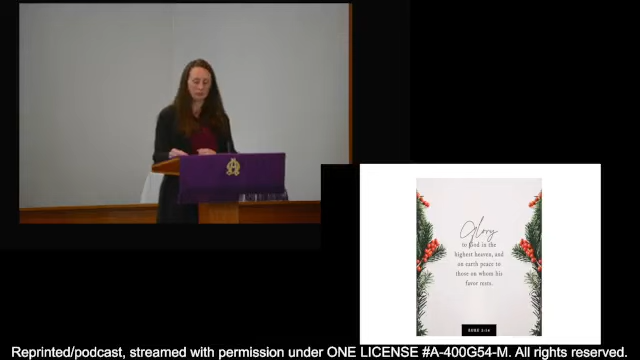 Glory
to God in the
highest heaven, and
on earth peace to
those on whom his
favor rests.
LUKE 2:14
Reprinted/podcast, streamed with permission under ONE LICENSE #A-400G54-M. All rights reserved.